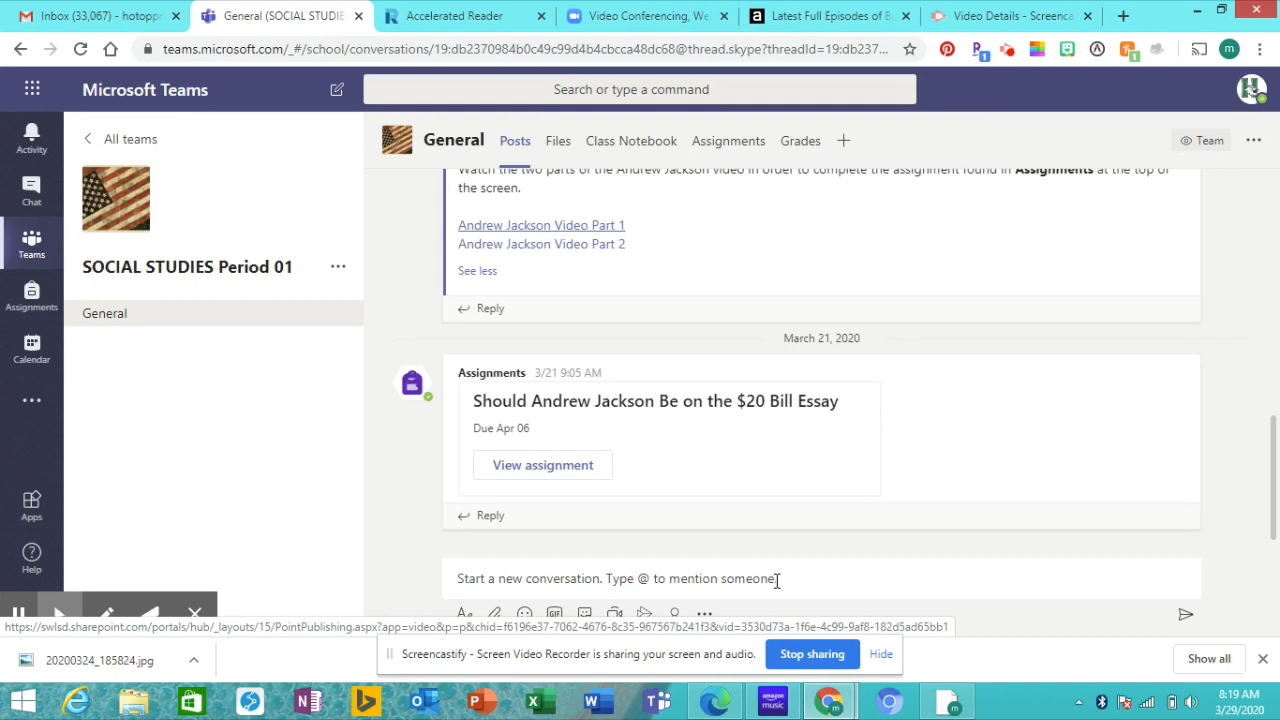 Inbox (33,067) - hotoppr
General (SOCIAL STUDIE
Accelerated Reader
Video Conferencing, We
Latest Full Episodes of B
Video Details - Screenca
teams.microsoft.com/_#/school/conversations/19:db2370984b0c49c99d4b4cbcca48dc68@thread.skype?threadId=19:db237...
Microsoft Teams
Search or type a command
Activity
Chat
Teams
Assignments
Calendar
Apps
Help
All teams
SOCIAL STUDIES Period 01
General
General
Posts
Files
Class Notebook
Assignments
Grades
Team
Watch the two parts of the Andrew Jackson video in order to complete the assignment found in Assignments at the top of
the screen.
Andrew Jackson Video Part 1
Andrew Jackson Video Part 2
See less
Reply
March 21, 2020
Assignments 3/21 9:05 AM
Should Andrew Jackson Be on the $20 Bill Essay
Due Apr 06
View assignment
Reply
Start a new conversation. Type @ to mention someone
GIF
https://swlsd.sharepoint.com/portals/hub/_layouts/15/PointPublishing.aspx?app=video&p=p&chid=f6196e37-7062-4676-8c35-967567b241f3&vid=3530d73a-1f6e-4c99-9af8-182d5ad65bb1
20200324_185824.jpg
Screencastify - Screen Video Recorder is sharing your screen and audio.
Stop sharing
Hide
Show all
8:19 AM
3/29/2020